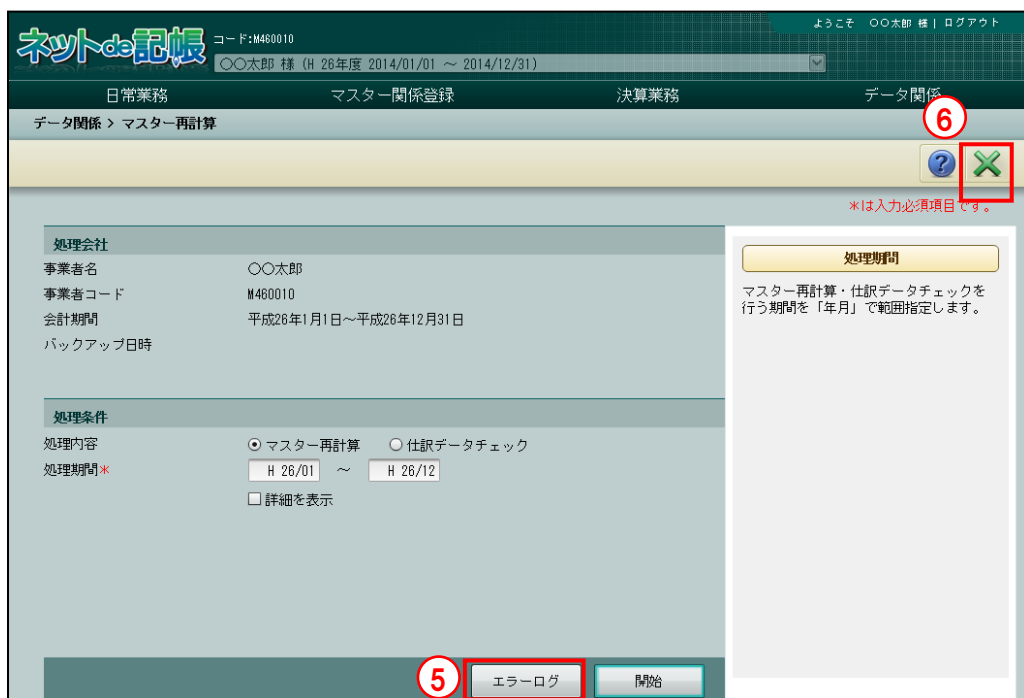 ようこそ 〇〇太郎 様 | ログアウト
ネットde記帳 コード:M460010
〇〇太郎 様 (H 26年度 2014/01/01 ～ 2014/12/31)
日常業務 マスター関係登録 決算業務 データ関係
データ関係 > マスター再計算
⑥
?
*は入力必須項目です。
処理会社
事業者名 〇〇太郎
事業者コード M460010
会計期間 平成26年1月1日～平成26年12月31日
バックアップ日時
処理条件
処理内容 マスター再計算 仕訳データチェック
処理期間* H 26/01 ～ H 26/12
詳細を表示
処理期間
マスター再計算・仕訳データチェックを
行う期間を「年月」で範囲指定します。
⑤ エラーログ 開始